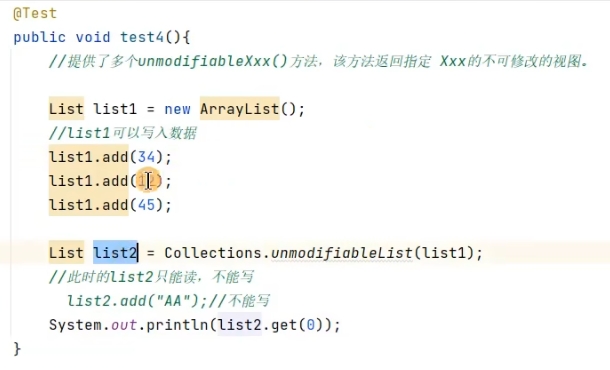 @Test
public void test4(){
//提供了多个unmodifiableXxx()方法，该方法返回指定 Xxx的不可修改的视图。
List list1 = new ArrayList();
//list1可以写入数据
list1.add(34);
list1.add(12);
list1.add(45);
List list2 = Collections.unmodifiableList(list1);
//此时的list2只能读，不能写
list2.add("AA");//不能写
System.out.println(list2.get(0));
}